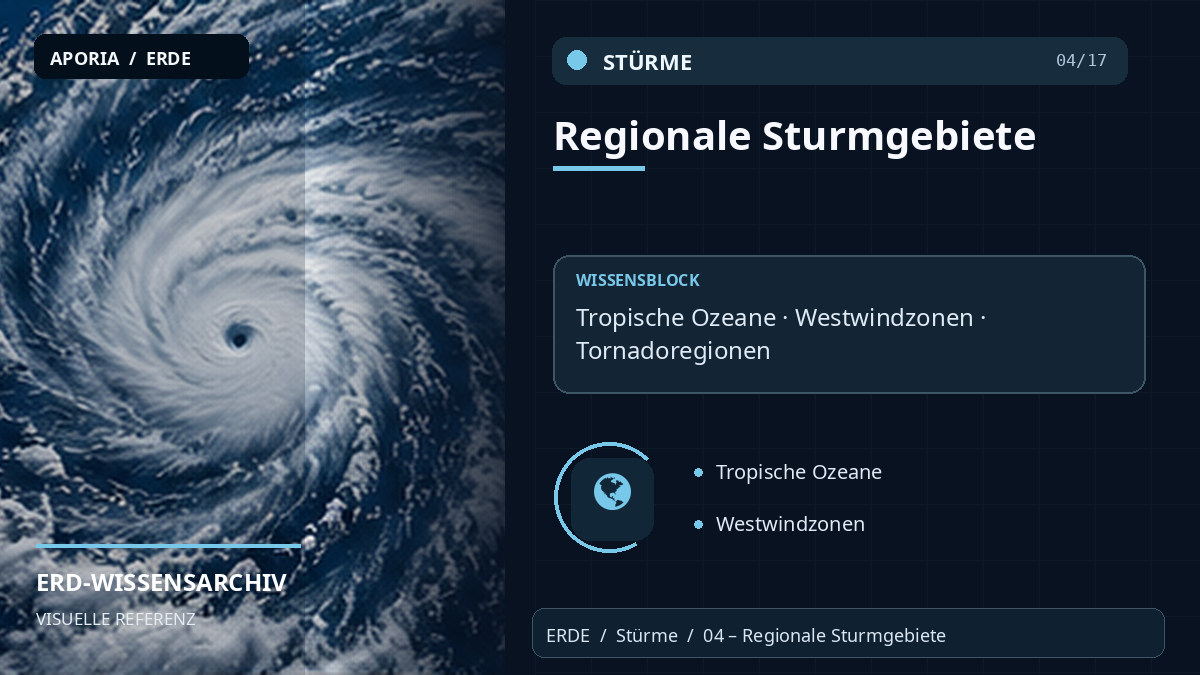 APORIA / ERDE
ERD-WISSENSARCHIV
VISUELLE REFERENZ
STÜRME
04/17
Regionale Sturmgebiete
WISSENSBLOCK
Tropische Ozeane · Westwindzonen ·
Tornadoregionen
Tropische Ozeane
Westwindzonen
ERDE / Stürme / 04 – Regionale Sturmgebiete